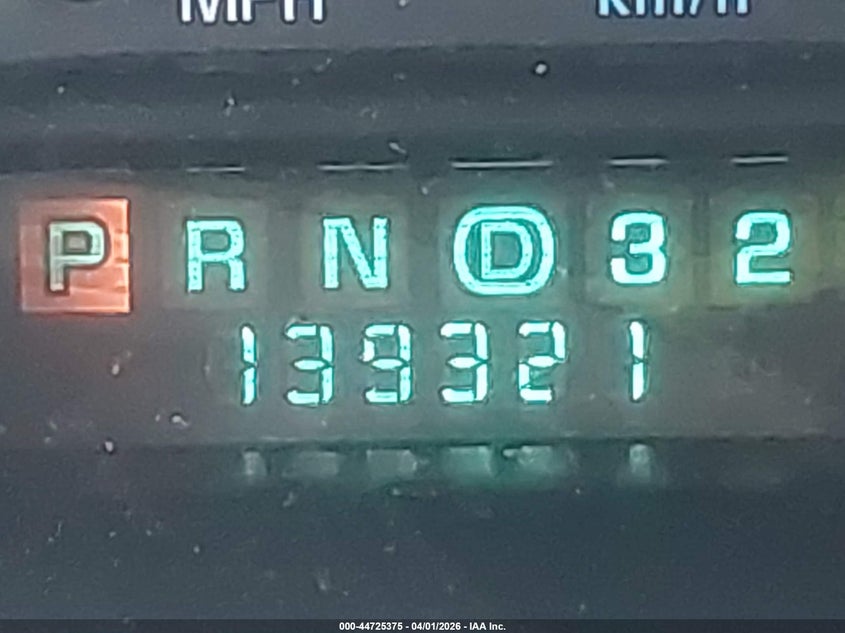 MPH km/h
P R N D 3 2
139321
000-44725375 - 04/01/2026 - IAA Inc.